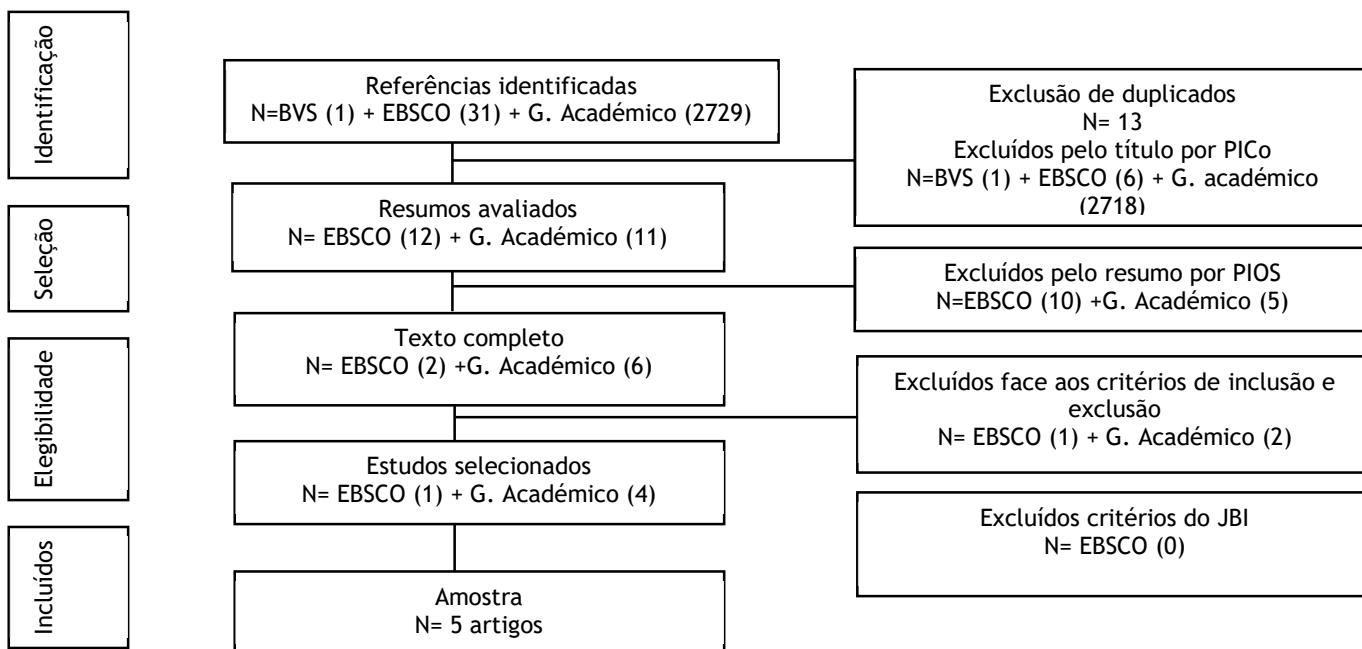 Identificação
Referências identificadas
N=BVS (1) + EBSCO (31) + G. Académico (2729)
Exclusão de duplicados
N= 13
Excluídos pelo título por PICo
N=BVS (1) + EBSCO (6) + G. académico
(2718)
Seleção
Resumos avaliados
N= EBSCO (12) + G. Académico (11)
Excluídos pelo resumo por PIOS
N=EBSCO (10) +G. Académico (5)
Elegibilidade
Texto completo
N= EBSCO (2) +G. Académico (6)
Excluídos face aos critérios de inclusão e
exclusão
N= EBSCO (1) + G. Académico (2)
Estudos selecionados
N= EBSCO (1) + G. Académico (4)
Excluídos critérios do JBI
N= EBSCO (0)
Incluídos
Amostra
N= 5 artigos